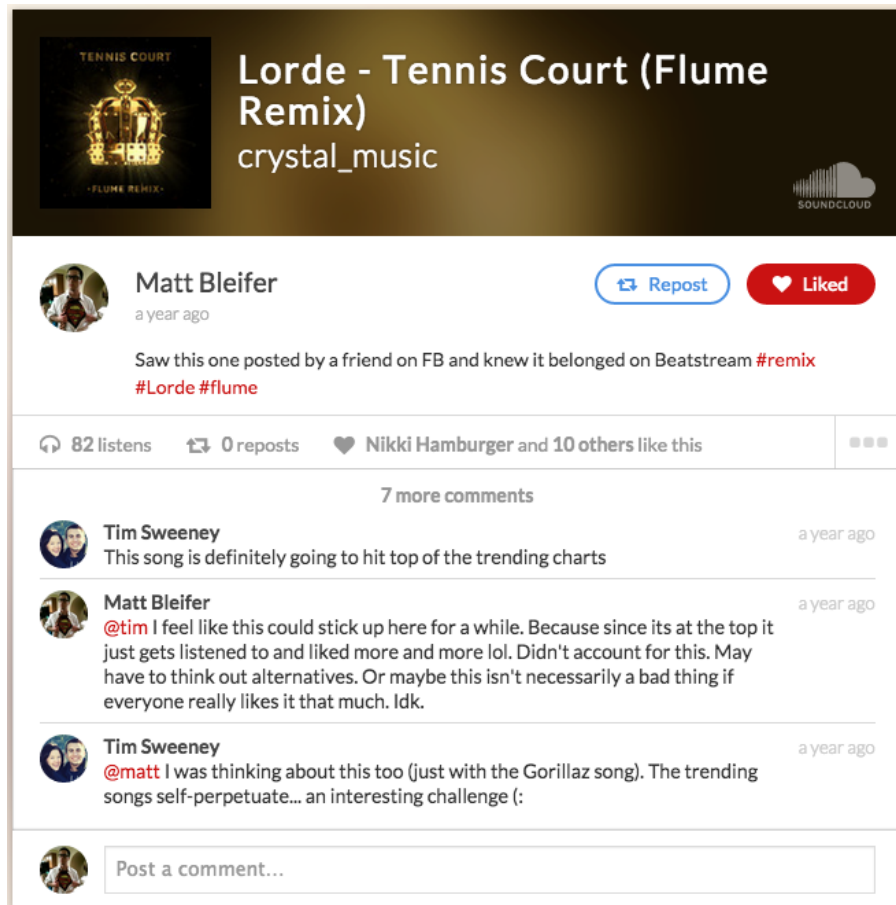 TENNIS COURT
·FLUME REMIX·
Lorde - Tennis Court (Flume
Remix)
crystal_music
SOUNDCLOUD
Matt Bleifer
a year ago
Repost
Liked
Saw this one posted by a friend on FB and knew it belonged on Beatstream #remix
#Lorde #flume
82 listens
0 reposts
Nikki Hamburger and 10 others like this
7 more comments
Tim Sweeney
a year ago
This song is definitely going to hit top of the trending charts
Matt Bleifer
a year ago
@tim I feel like this could stick up here for a while. Because since its at the top it
just gets listened to and liked more and more lol. Didn't account for this. May
have to think out alternatives. Or maybe this isn't necessarily a bad thing if
everyone really likes it that much. Idk.
Tim Sweeney
a year ago
@matt I was thinking about this too (just with the Gorillaz song). The trending
songs self-perpetuate... an interesting challenge (:
Post a comment...